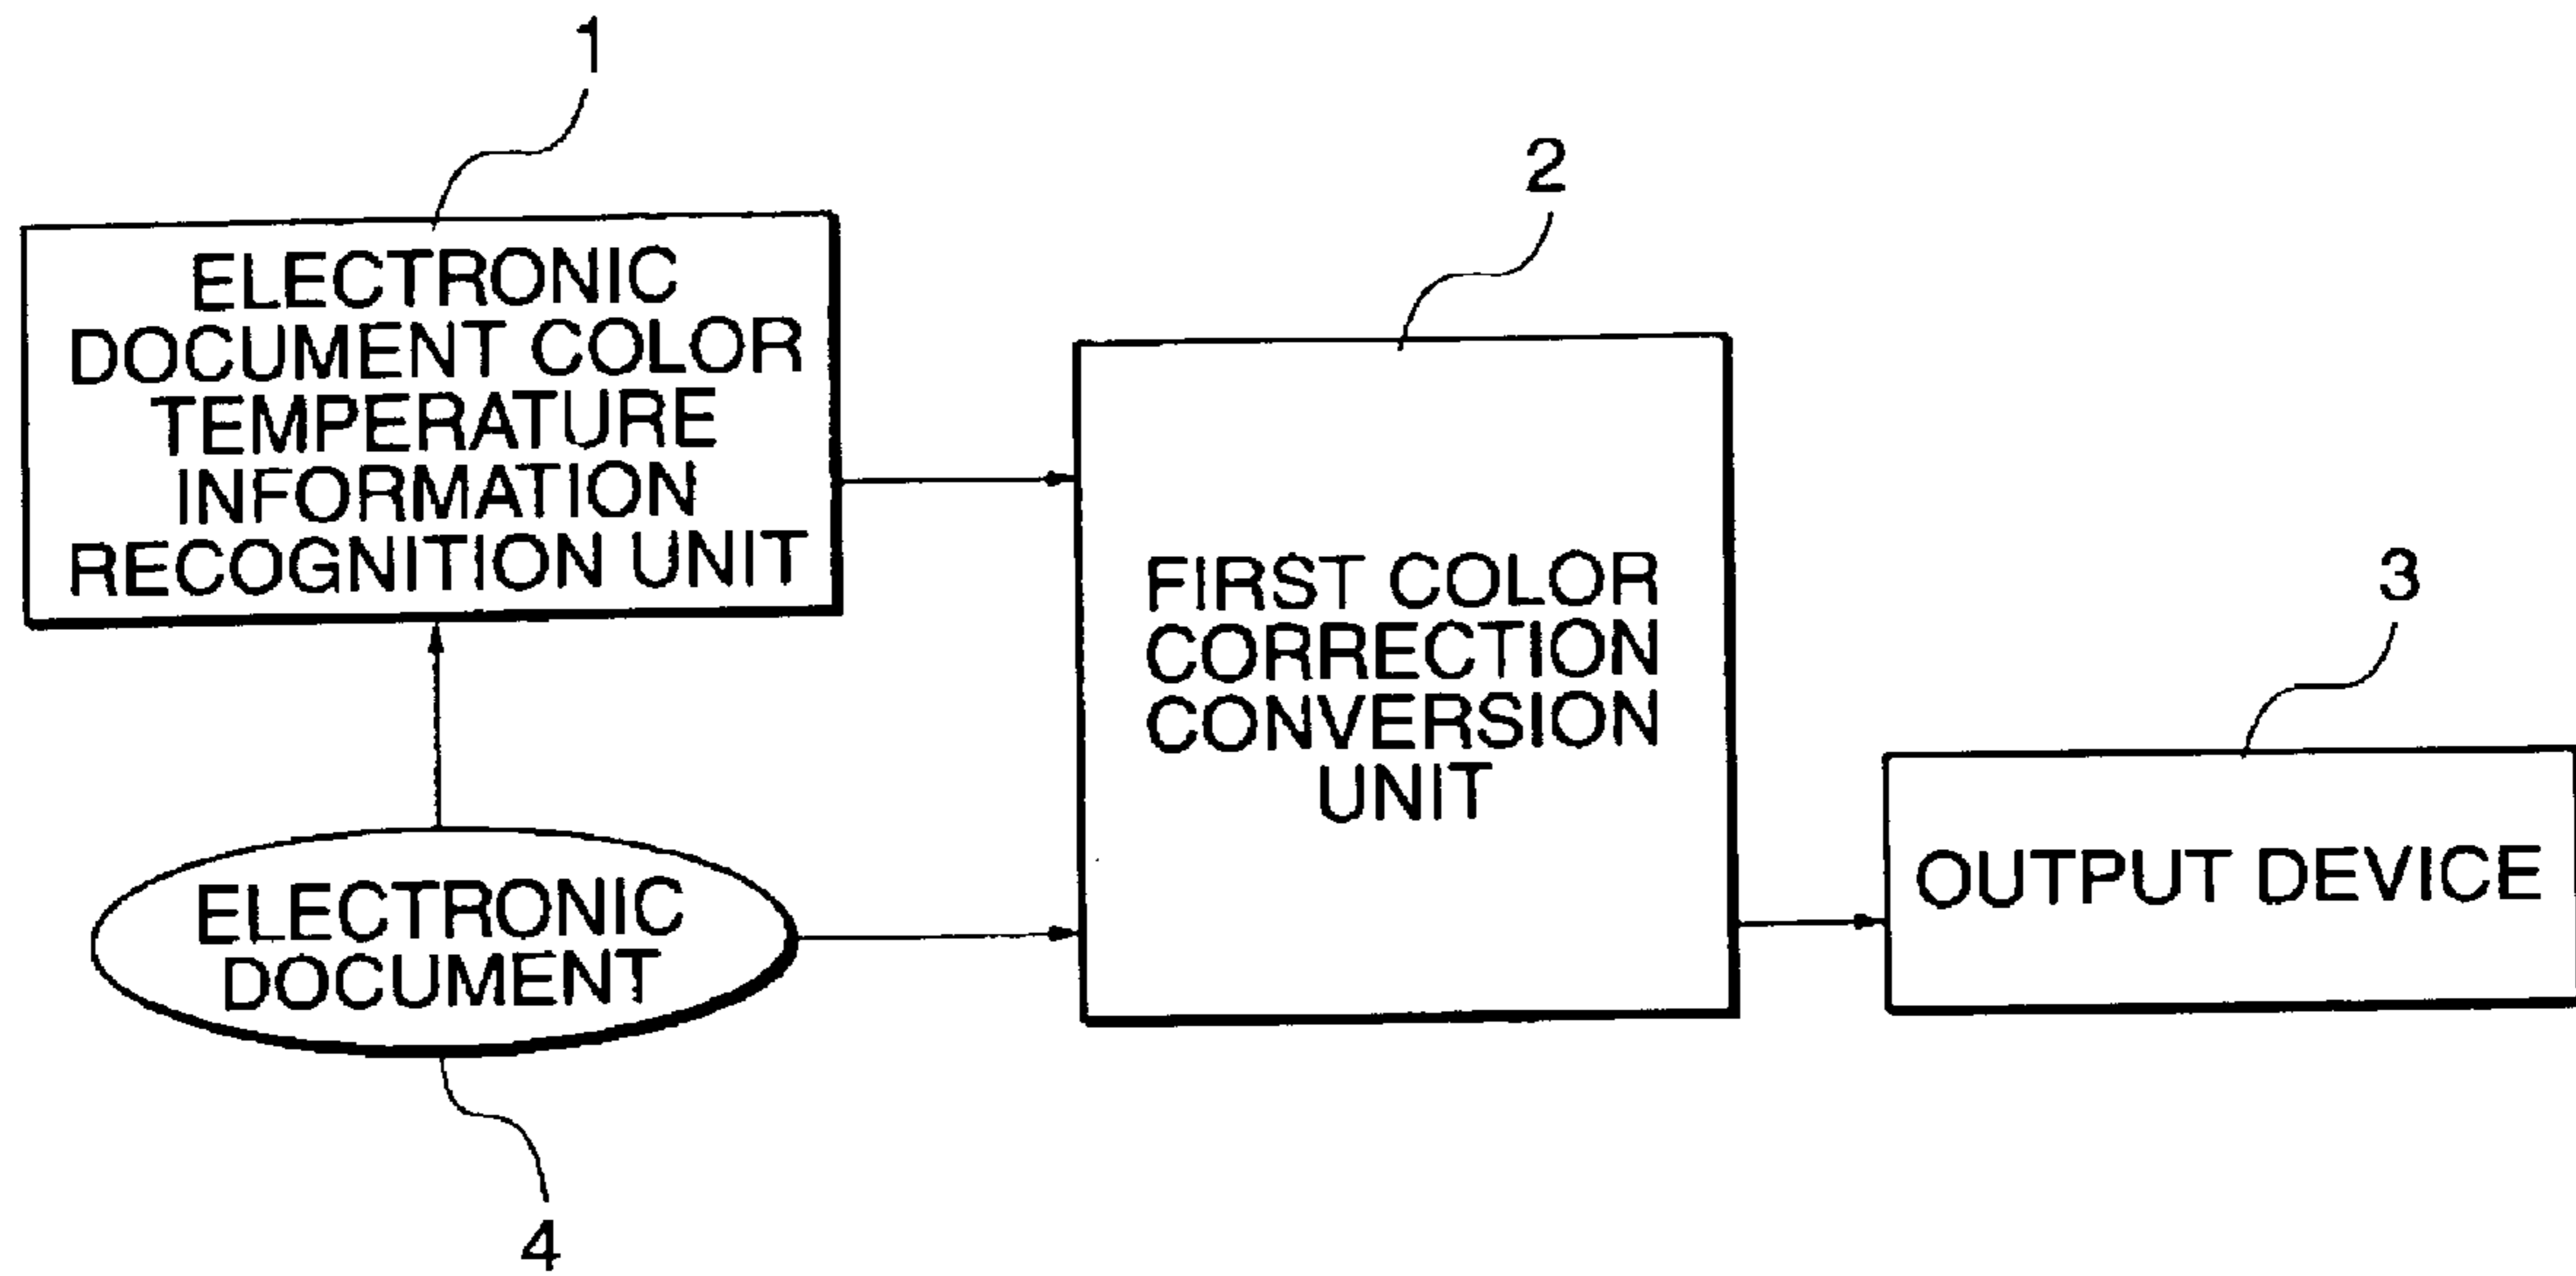 1
ELECTRONIC
DOCUMENT COLOR
TEMPERATURE
INFORMATION
RECOGNITION UNIT
2
FIRST COLOR
CORRECTION
CONVERSION
UNIT
3
OUTPUT DEVICE
ELECTRONIC
DOCUMENT
4